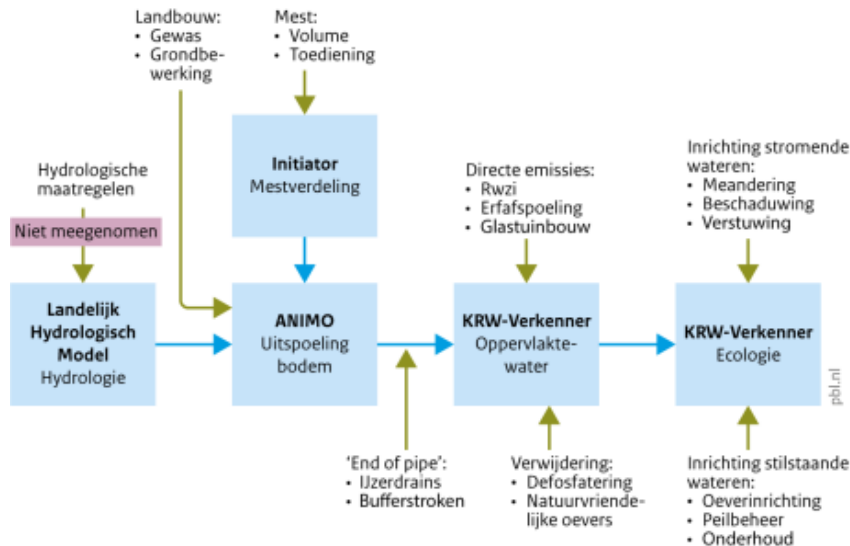 Landbouw:
• Gewas
• Grondbe-
werking
Mest:
• Volume
• Toediening
Hydrologische
maatregelen
Niet meegenomen
Initiator
Mestverdeling
Directe emissies:
• Rwzi
• Erfafspoeling
• Glastuinbouw
Inrichting stromende
wateren:
• Meandering
• Beschaduwing
• Verstuwing
Landelijk
Hydrologisch
Model
Hydrologie
ANIMO
Uitspoeling
bodem
KRW-Verkenner
Oppervlakte-
water
KRW-Verkenner
Ecologie
pbl.nl
‘End of pipe’:
• IJzerdrains
• Bufferstroken
Verwijdering:
• Defosfatering
• Natuurvriende-
lijke oevers
Inrichting stilstaande
wateren:
• Oeverinrichting
• Peilbeheer
• Onderhoud